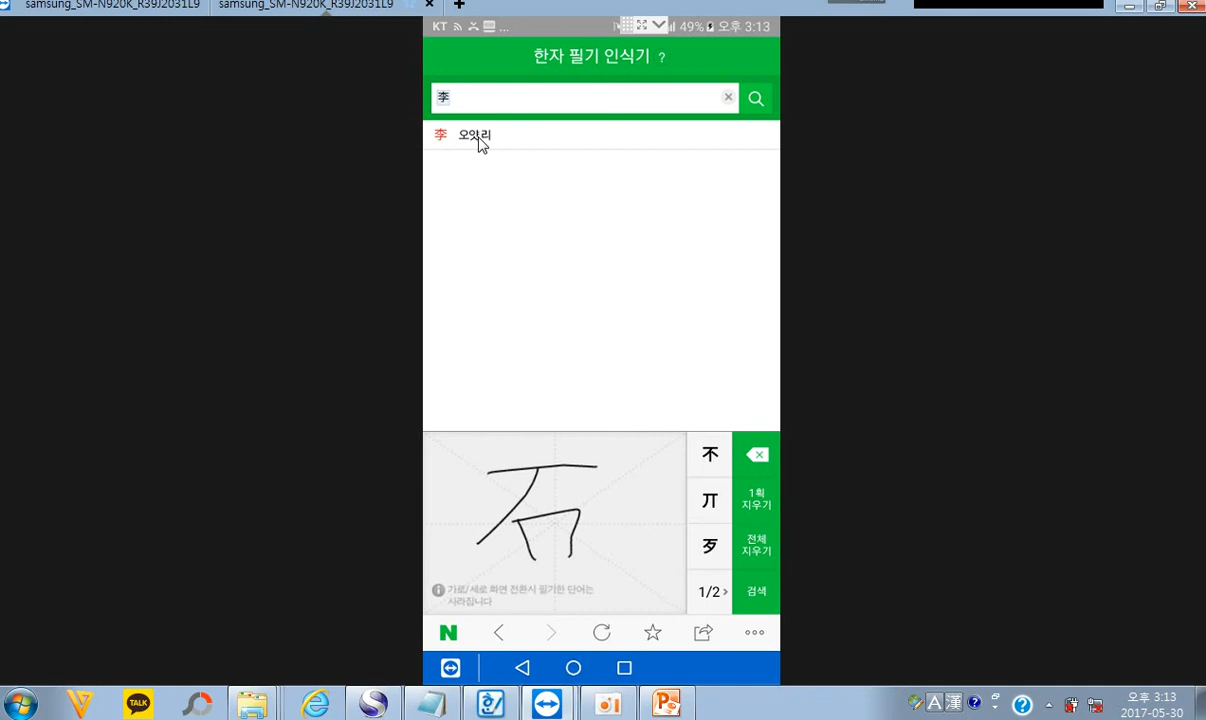 samsung_SM-N920K_R39J2031L9 samsung_SM-N920K_R39J2031L9
KT ... 49% 오후 3:13
한자 필기 인식기 ?
李
李 오얏리
不
丌
歹
1획
지우기
전체
지우기
1/2 >
검색
가로/세로 화면 전환시 필기한 단어는
사라집니다
N
TALK
A 漢
오후 3:13
2017-05-30